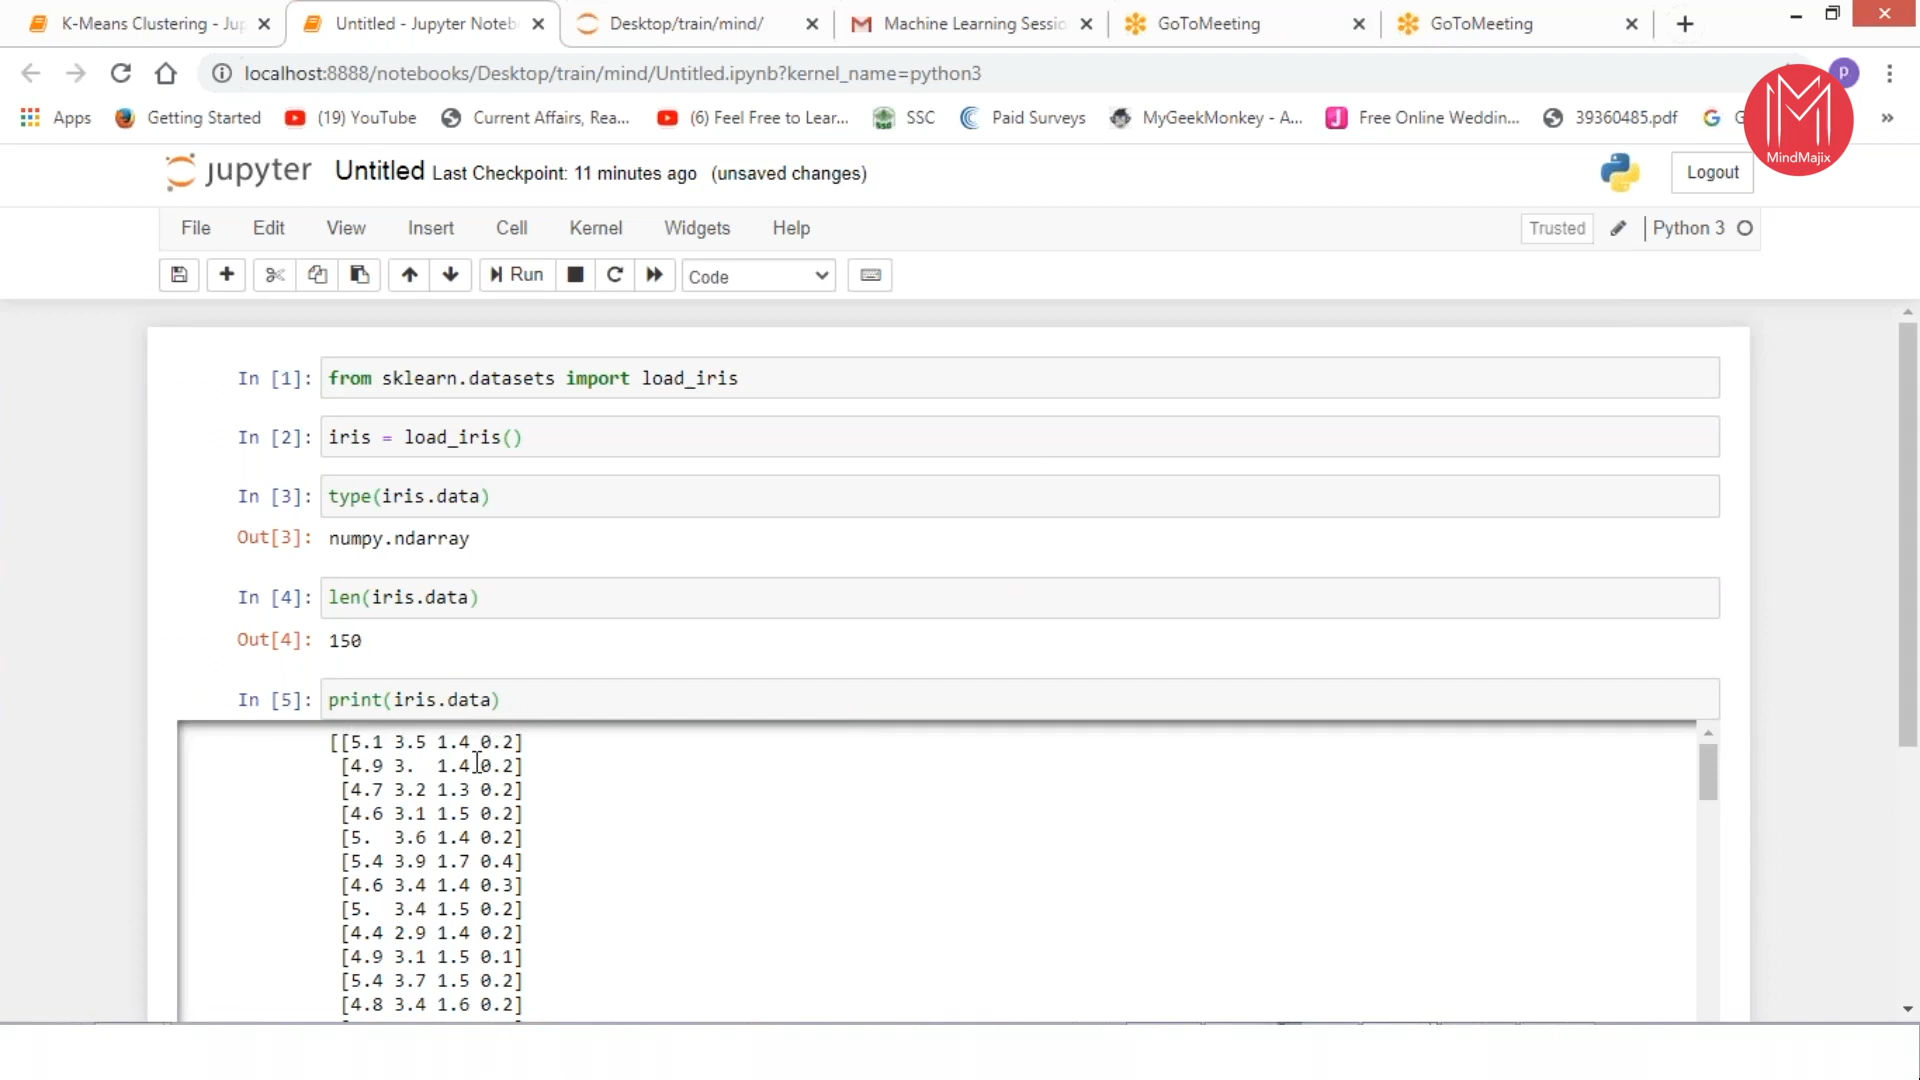 K-Means Clustering - Jup
Untitled - Jupyter Noteb
Desktop/train/mind/
Machine Learning Sessio
GoToMeeting
GoToMeeting
localhost:8888/notebooks/Desktop/train/mind/Untitled.ipynb?kernel_name=python3
p
Apps
Getting Started
(19) YouTube
Current Affairs, Rea...
(6) Feel Free to Lear...
SSC
Paid Surveys
MyGeekMonkey - A...
Free Online Weddin...
39360485.pdf
G
»
MindMajix
jupyter Untitled Last Checkpoint: 11 minutes ago (unsaved changes)
Logout
File Edit View Insert Cell Kernel Widgets Help
Trusted
Python 3
Run
Code
In [1]: from sklearn.datasets import load_iris
In [2]: iris = load_iris()
In [3]: type(iris.data)
Out[3]: numpy.ndarray
In [4]: len(iris.data)
Out[4]: 150
In [5]: print(iris.data)
[[5.1 3.5 1.4 0.2]
[4.9 3. 1.4 0.2]
[4.7 3.2 1.3 0.2]
[4.6 3.1 1.5 0.2]
[5. 3.6 1.4 0.2]
[5.4 3.9 1.7 0.4]
[4.6 3.4 1.4 0.3]
[5. 3.4 1.5 0.2]
[4.4 2.9 1.4 0.2]
[4.9 3.1 1.5 0.1]
[5.4 3.7 1.5 0.2]
[4.8 3.4 1.6 0.2]